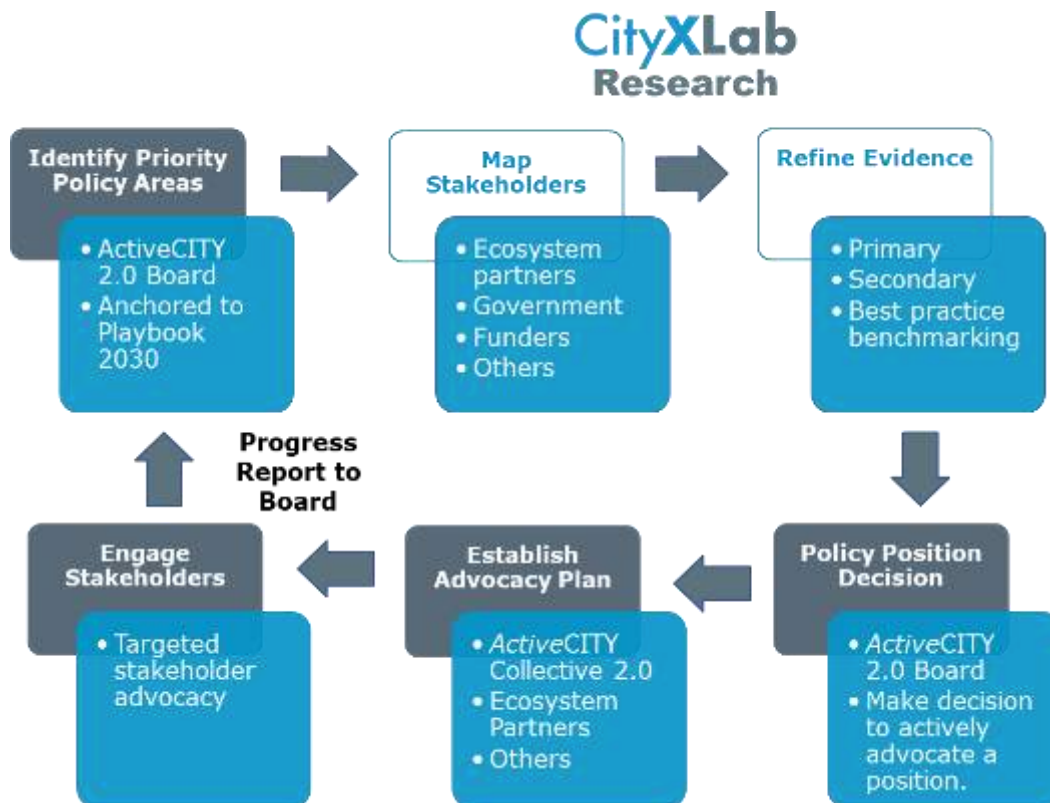 CityXLab
Research
Identify Priority
Policy Areas
• ActiveCITY
2.0 Board
• Anchored to
Playbook
2030
Map
Stakeholders
• Ecosystem
partners
• Government
• Funders
• Others
Refine Evidence
• Primary
• Secondary
• Best practice
benchmarking
Progress
Report to
Board
Engage
Stakeholders
• Targeted
stakeholder
advocacy
Establish
Advocacy Plan
• ActiveCITY
Collective 2.0
• Ecosystem
Partners
• Others
Policy Position
Decision
• ActiveCITY
2.0 Board
• Make decision
to actively
advocate a
position.